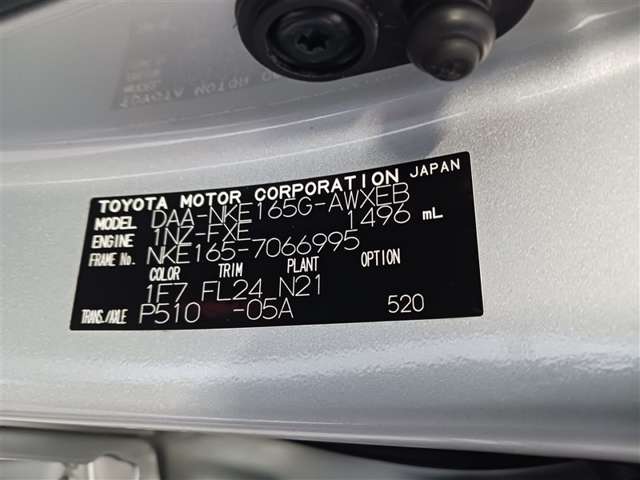 TOYOTA MOTOR CORPORATION JAPAN
MODEL DAA-NKE165G-AWXEB
ENGINE 1NZ-FXE 1496 mL
FRAME No. NKE165-7066995
COLOR TRIM PLANT OPTION
1F7 FL24 N21
TRANS./AXLE P510 -05A 520